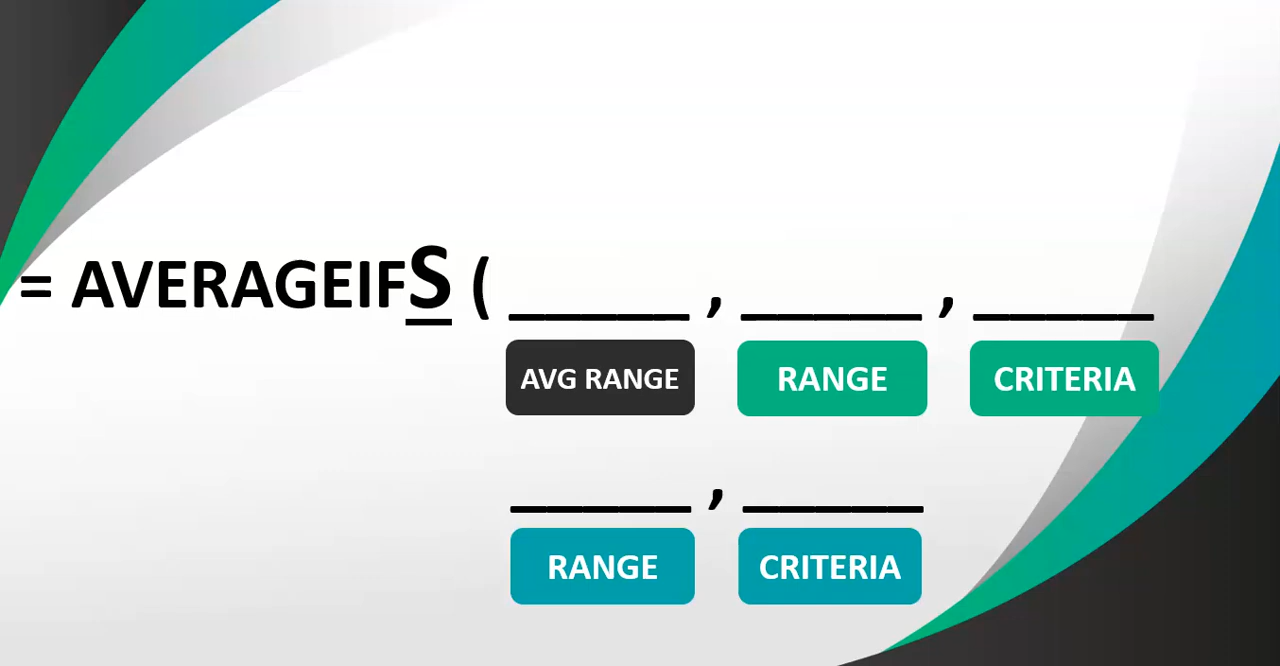 = AVERAGEIFS ( _____ , _____ , _____
AVG RANGE RANGE CRITERIA
_____ , _____
RANGE CRITERIA